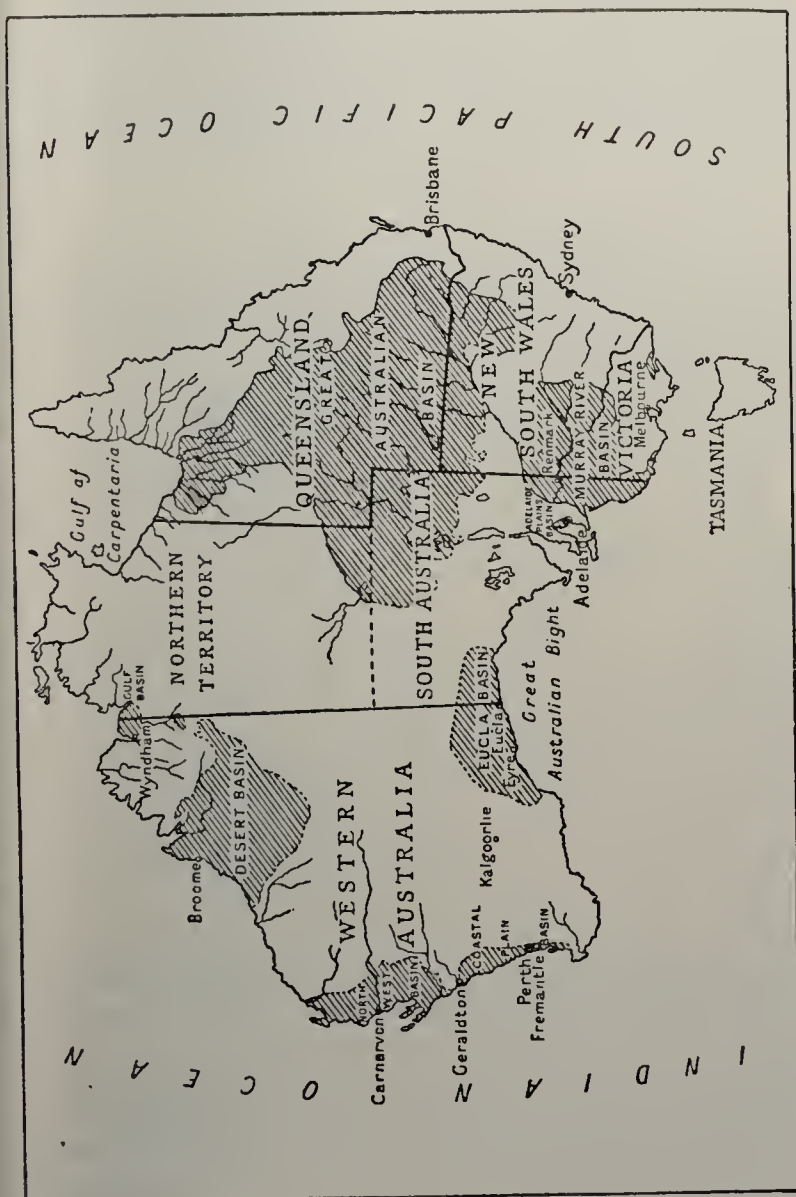 SOUTH PACIFIC OCEAN
Gulf of
Carpentaria
Brisbane
NORTHERN
TERRITORY
QUEENSLAND
GREAT
AUSTRALIAN
BASIN
NEW
SOUTH WALES
Sydney
GULF
BASIN
Wyndham
Broome
DESERT BASIN
WESTERN
AUSTRALIA
SOUTH AUSTRALIA
ADELAIDE
PLAINS
BASIN
Renmark
MURRAY RIVER
BASIN
VICTORIA
Melbourne
Adelaide
TASMANIA
EUCLA BASIN
Eucla
Eyre
Great
Australian Bight
Kalgoorlie
NORTH
WEST
BASIN
Carnarvon
Geraldton
COASTAL
PLAIN
BASIN
Perth
Fremantle
INDIAN OCEAN